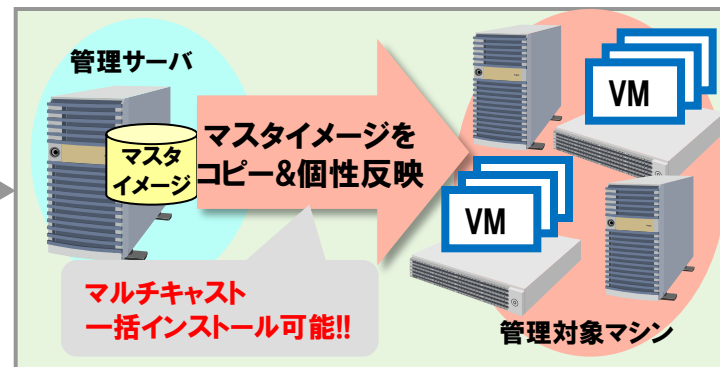 管理サーバ
マスタ
イメージ
マスタイメージを
コピー&個性反映
マルチキャスト
一括インストール可能!!
VM
VM
管理対象マシン